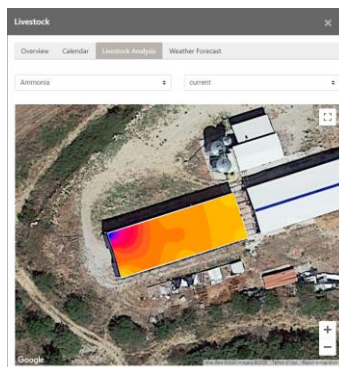 Livestock
Overview Calendar Livestock Analysis Weather Forecast
Ammonia current
Google